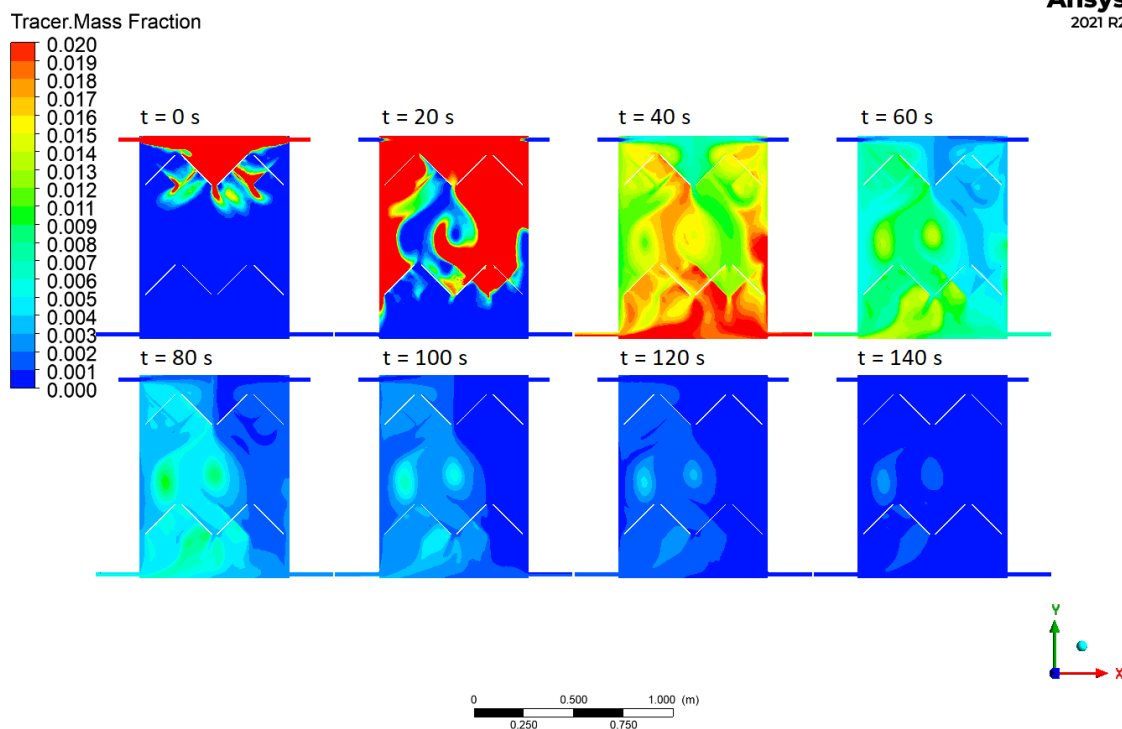 Ansys
2021 R2
Tracer.Mass Fraction
0.020
0.019
0.018
0.017
0.016
0.015
0.014
0.013
0.012
0.011
0.010
0.009
0.008
0.007
0.006
0.005
0.004
0.003
0.002
0.001
0.000
t = 0 s
t = 20 s
t = 40 s
t = 60 s
t = 80 s
t = 100 s
t = 120 s
t = 140 s
Y
X
0 0.500 1.000 (m)
0.250 0.750